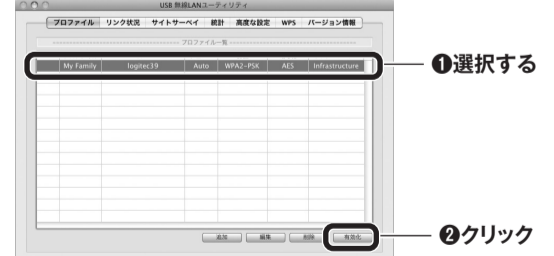 USB 無線LANユーティリティ
プロファイル リンク状況 サイトサーベイ 統計 高度な設定 WPS バージョン情報
プロファイル一覧
My Family logitec39 Auto WPA2-PSK AES Infrastructure
❶選択する
追加 編集 削除 有効化
❷クリック